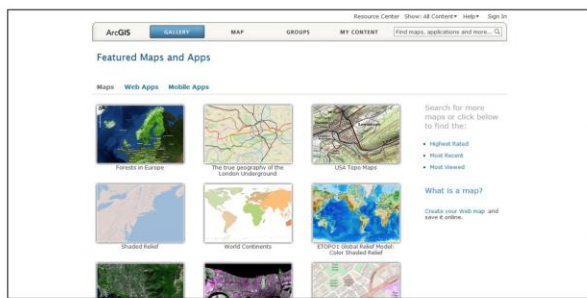 Resource Center Show: All Content▾ Help▾ Sign In
ArcGIS GALLERY MAP GROUPS MY CONTENT Find maps, applications and more...
Featured Maps and Apps
Maps Web Apps Mobile Apps
Search for more
maps or click below
to find the:
Forests in Europe
The true geography of the
London Underground
USA Topo Maps
• Highest Rated
• Most Recent
• Most Viewed
What is a map?
Create your Web map and
save it online.
Shaded Relief
World Continents
ETOPO1 Global Relief Model:
Color Shaded Relief